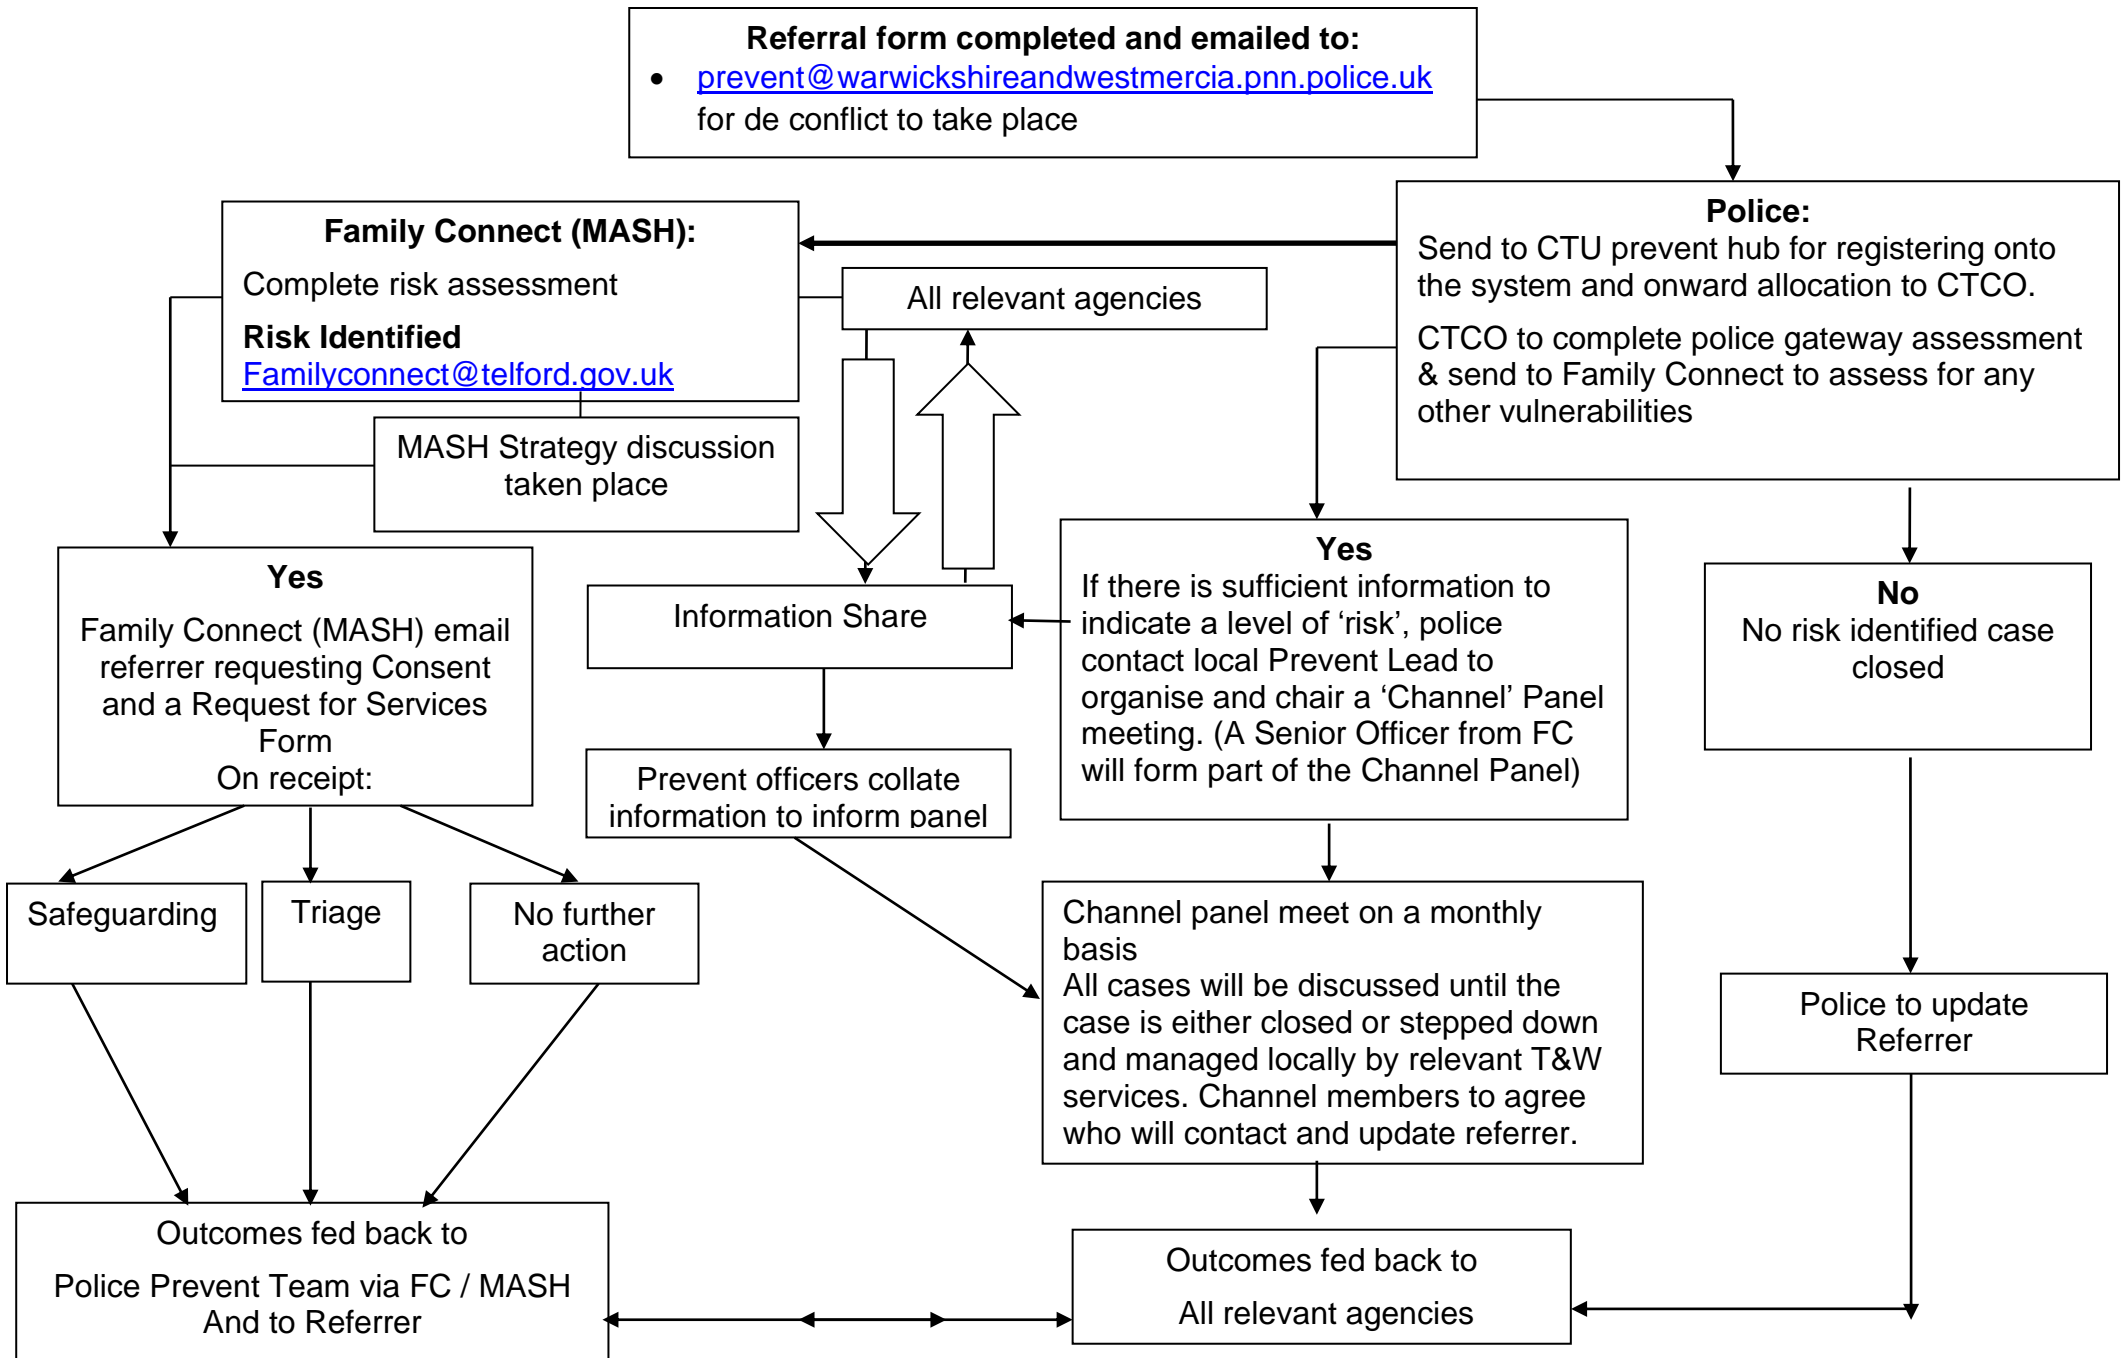 Referral form completed and emailed to:
• prevent@warwickshireandwestmercia.pnn.police.uk
for de conflict to take place
Police:
Send to CTU prevent hub for registering onto
the system and onward allocation to CTCO.
CTCO to complete police gateway assessment
& send to Family Connect to assess for any
other vulnerabilities
Family Connect (MASH):
Complete risk assessment
Risk Identified
Familyconnect@telford.gov.uk
All relevant agencies
MASH Strategy discussion
taken place
Yes
Family Connect (MASH) email
referrer requesting Consent
and a Request for Services
Form
On receipt:
Information Share
Yes
If there is sufficient information to
indicate a level of ‘risk’, police
contact local Prevent Lead to
organise and chair a ‘Channel’ Panel
meeting. (A Senior Officer from FC
will form part of the Channel Panel)
No
No risk identified case
closed
Prevent officers collate
information to inform panel
Safeguarding
Triage
No further
action
Channel panel meet on a monthly
basis
All cases will be discussed until the
case is either closed or stepped down
and managed locally by relevant T&W
services. Channel members to agree
who will contact and update referrer.
Police to update
Referrer
Outcomes fed back to
Police Prevent Team via FC / MASH
And to Referrer
Outcomes fed back to
All relevant agencies